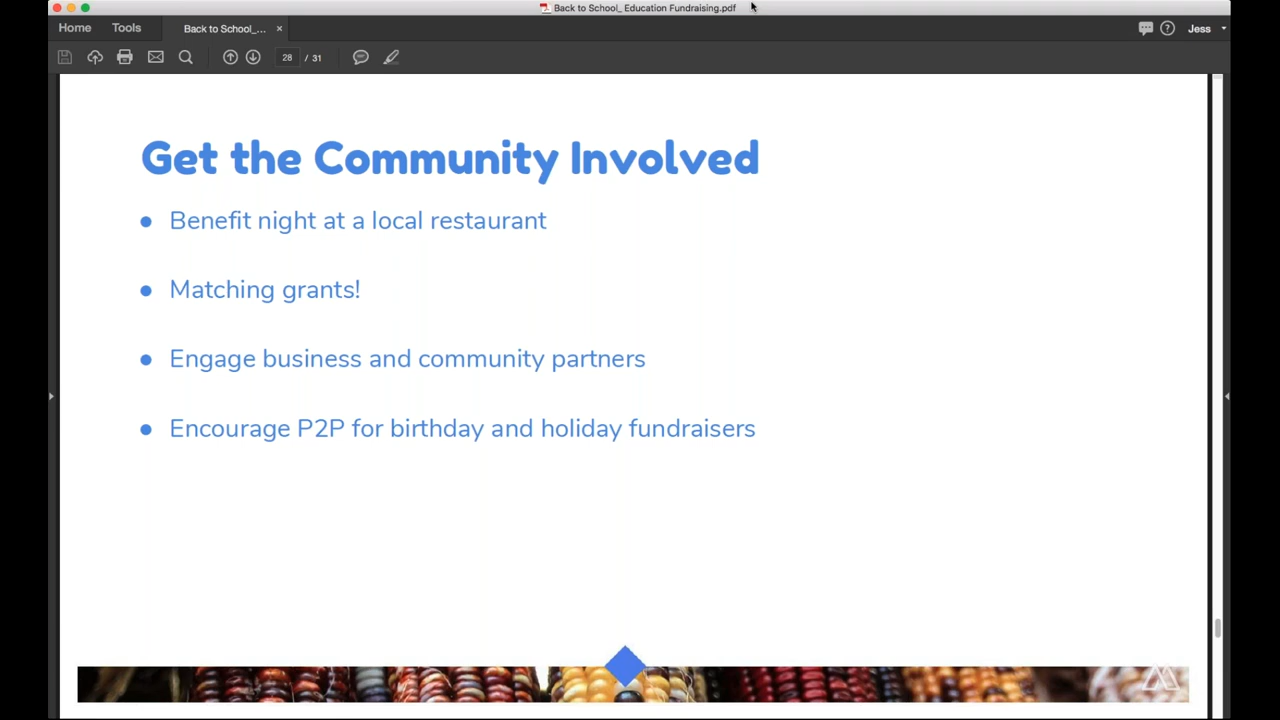 Back to School_ Education Fundraising.pdf
Home Tools Back to School_... × Jess
28 / 31
Get the Community Involved
• Benefit night at a local restaurant
• Matching grants!
• Engage business and community partners
• Encourage P2P for birthday and holiday fundraisers